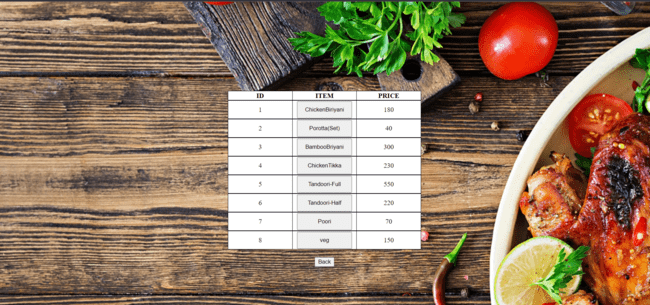 ID ITEM PRICE
1 ChickenBiriyani 180
2 Porotta(Set) 40
3 BambooBriyani 300
4 ChickenTikka 230
5 Tandoori-Full 550
6 Tandoori-Half 220
7 Poori 70
8 veg 150
Back